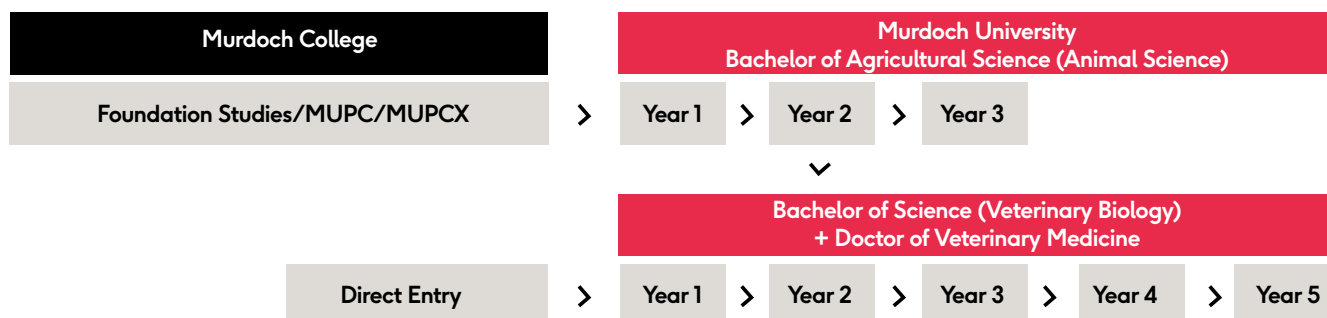 Murdoch College
Murdoch University
Bachelor of Agricultural Science (Animal Science)
Foundation Studies/MUPC/MUPCX > Year 1 > Year 2 > Year 3
Bachelor of Science (Veterinary Biology)
+ Doctor of Veterinary Medicine
Direct Entry > Year 1 > Year 2 > Year 3 > Year 4 > Year 5